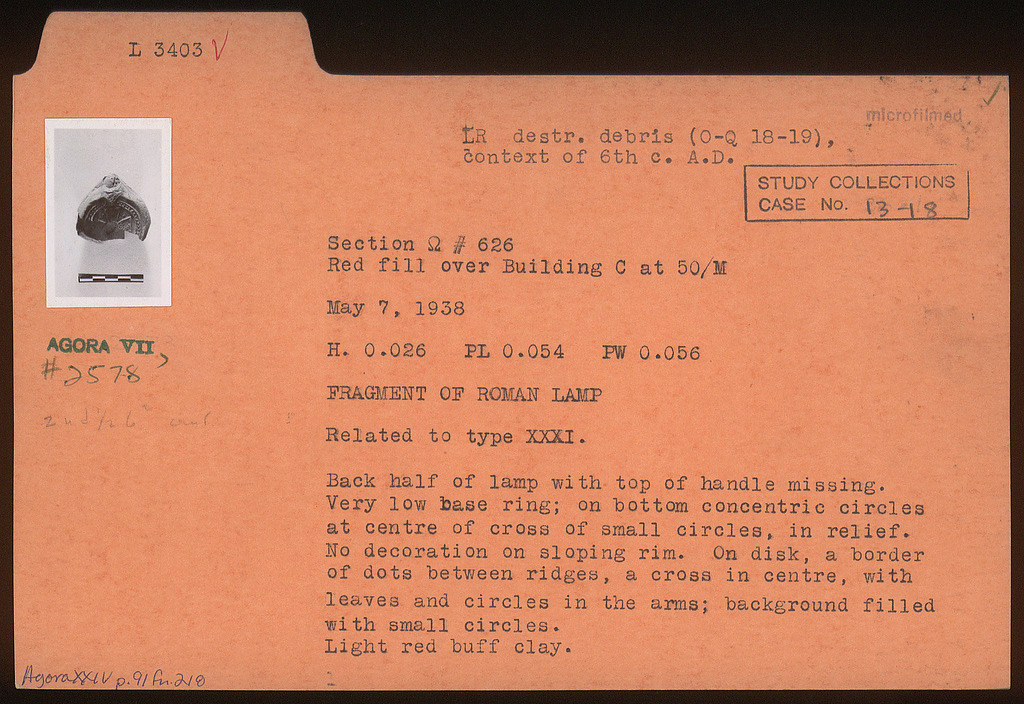 L 3403 V
microfilmed
LR destr. debris (O-Q 18-19),
context of 6th c. A.D.
STUDY COLLECTIONS
CASE No. 13-18
Section Ω # 626
Red fill over Building C at 50/M
May 7, 1938
AGORA VII,
#2578
H. 0.026 PL 0.054 PW 0.056
FRAGMENT OF ROMAN LAMP
Related to type XXXI.
Back half of lamp with top of handle missing.
Very low base ring; on bottom concentric circles
at centre of cross of small circles, in relief.
No decoration on sloping rim. On disk, a border
of dots between ridges, a cross in centre, with
leaves and circles in the arms; background filled
with small circles.
Light red buff clay.
Agora XXIV p. 91 fn. 218